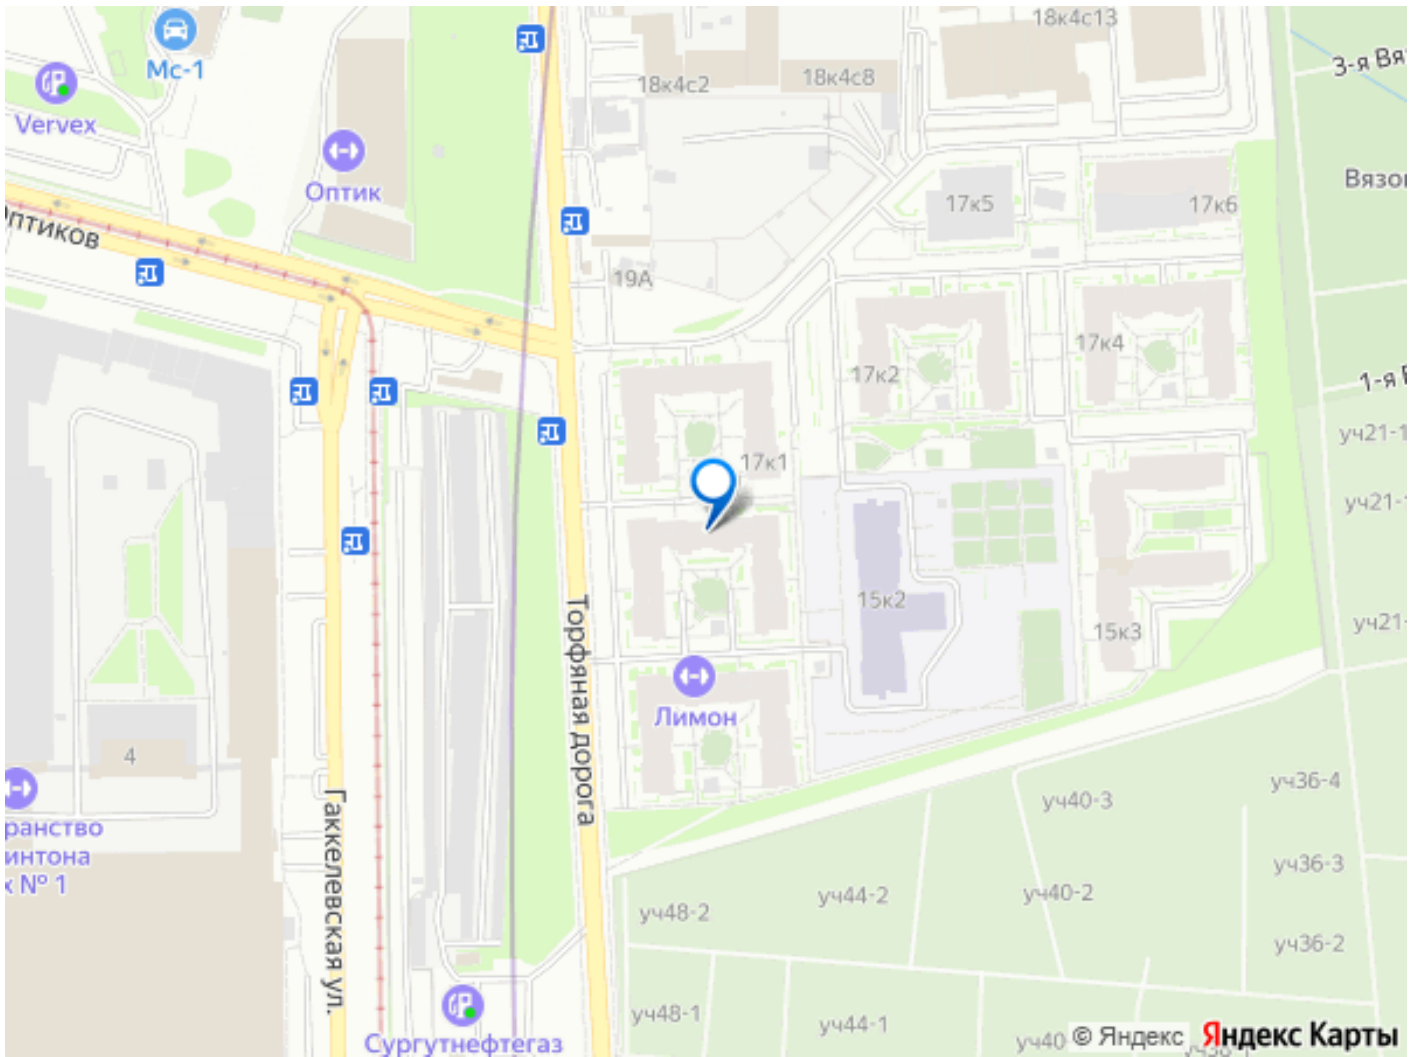 18к4с13
3-я Вя
Мс-1
18к4с2
18к4с8
Vervex
Оптик
Вязо
17к5
17к6
Оптиков
19А
17к4
17к2
1-я
уч21-1
17к1
уч21-1
15к2
Торфяная дорога
уч21-
15к3
Лимон
4
уч36-4
Гаккелевская ул.
уч40-3
ранство
интона
х № 1
уч36-3
уч44-2
уч40-2
уч48-2
уч36-2
уч48-1
уч44-1
уч40
© Яндекс
Яндекс Карты
Сургутнефтегаз